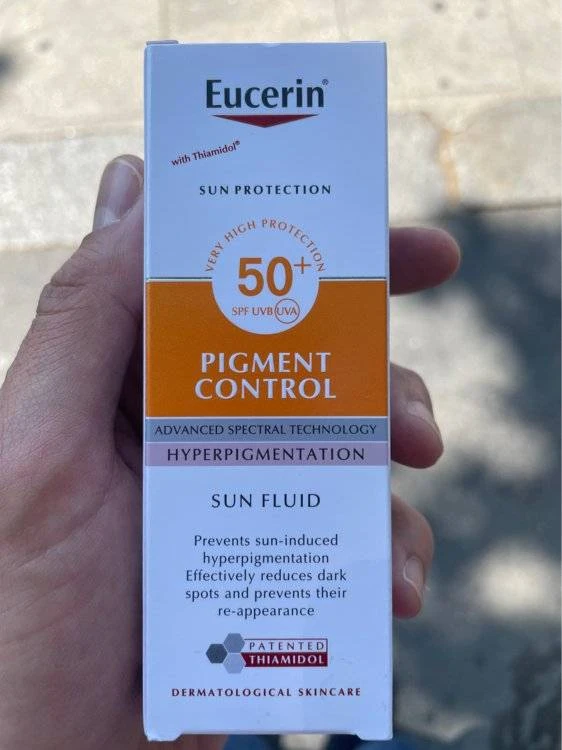 Eucerin®
with Thiamidol®
SUN PROTECTION
VERY HIGH PROTECTION
50+
SPF UVB UVA
PIGMENT
CONTROL
ADVANCED SPECTRAL TECHNOLOGY
HYPERPIGMENTATION
SUN FLUID
Prevents sun-induced
hyperpigmentation
Effectively reduces dark
spots and prevents their
re-appearance
PATENTED
THIAMIDOL
DERMATOLOGICAL SKINCARE